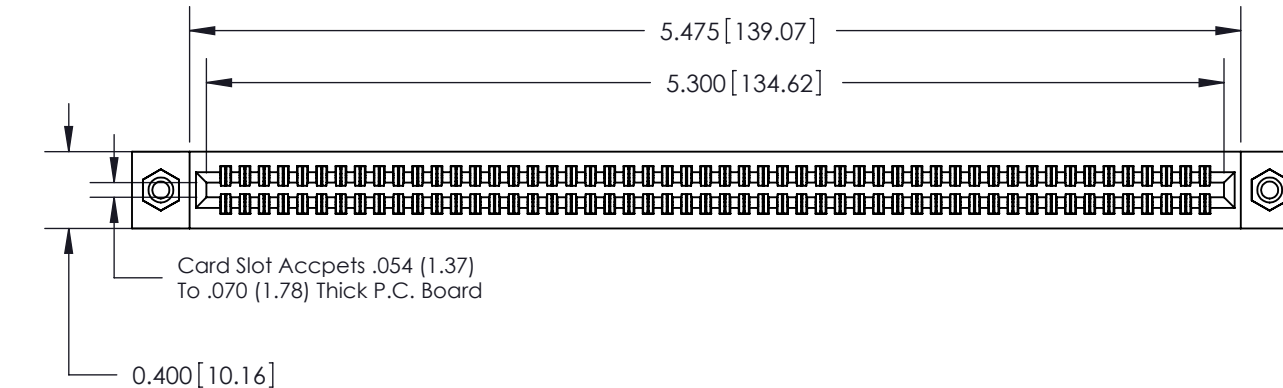 5.475[139.07]
5.300[134.62]
Card Slot Accpets .054 (1.37)
To .070 (1.78) Thick P.C. Board
0.400[10.16]